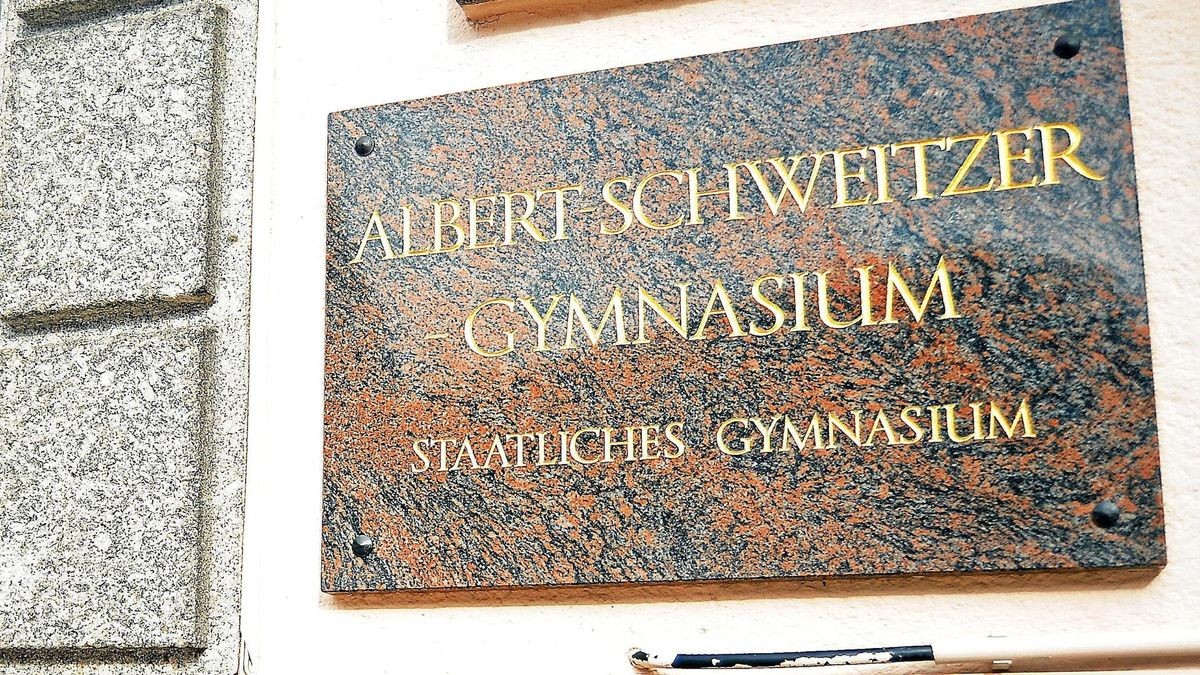 ALBERT-SCHWEITZER
-GYMNASIUM
STAATLICHES GYMNASIUM